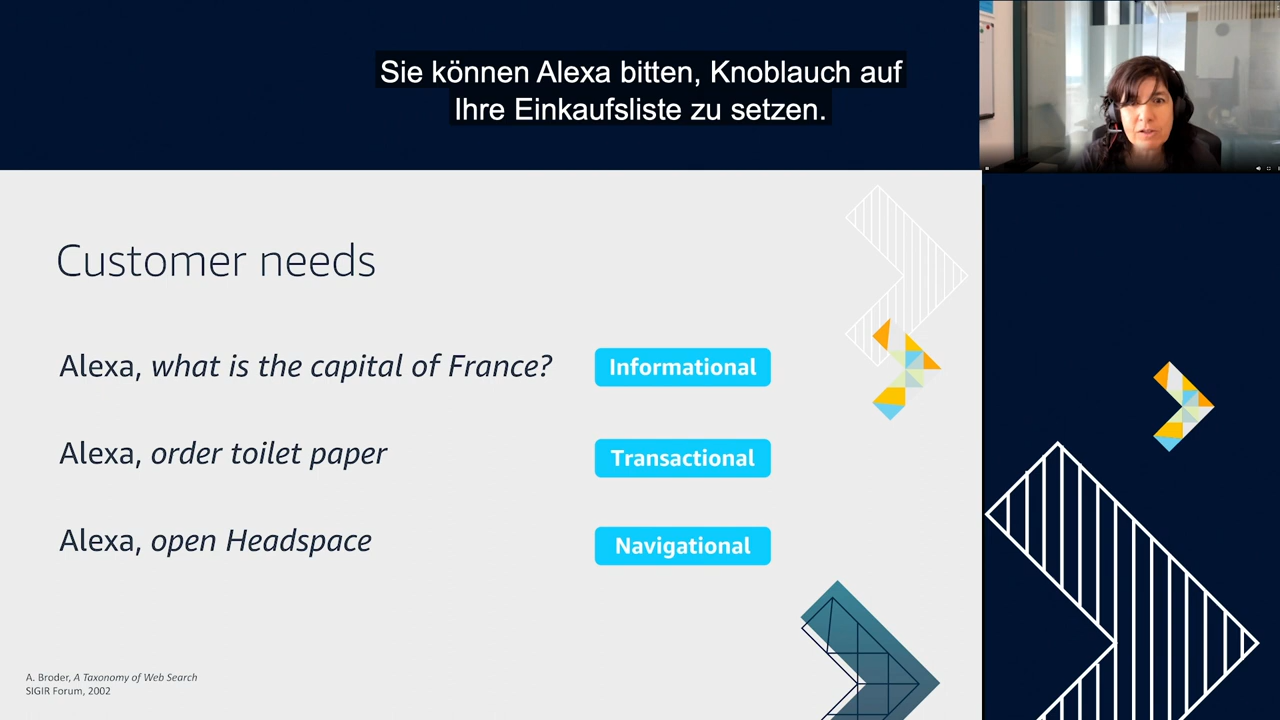 Sie können Alexa bitten, Knoblauch auf
Ihre Einkaufsliste zu setzen.
Customer needs
Alexa, what is the capital of France?
Informational
Alexa, order toilet paper
Transactional
Alexa, open Headspace
Navigational
A. Broder, A Taxonomy of Web Search
SIGIR Forum, 2002